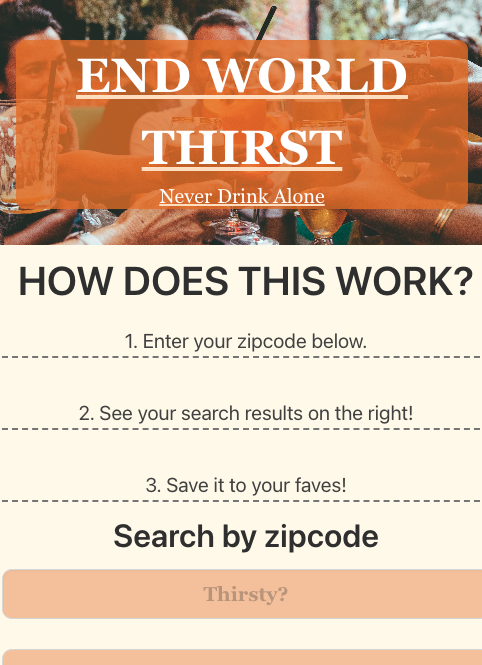 END WORLD
THIRST
Never Drink Alone
HOW DOES THIS WORK?
1. Enter your zipcode below.
2. See your search results on the right!
3. Save it to your faves!
Search by zipcode
Thirsty?